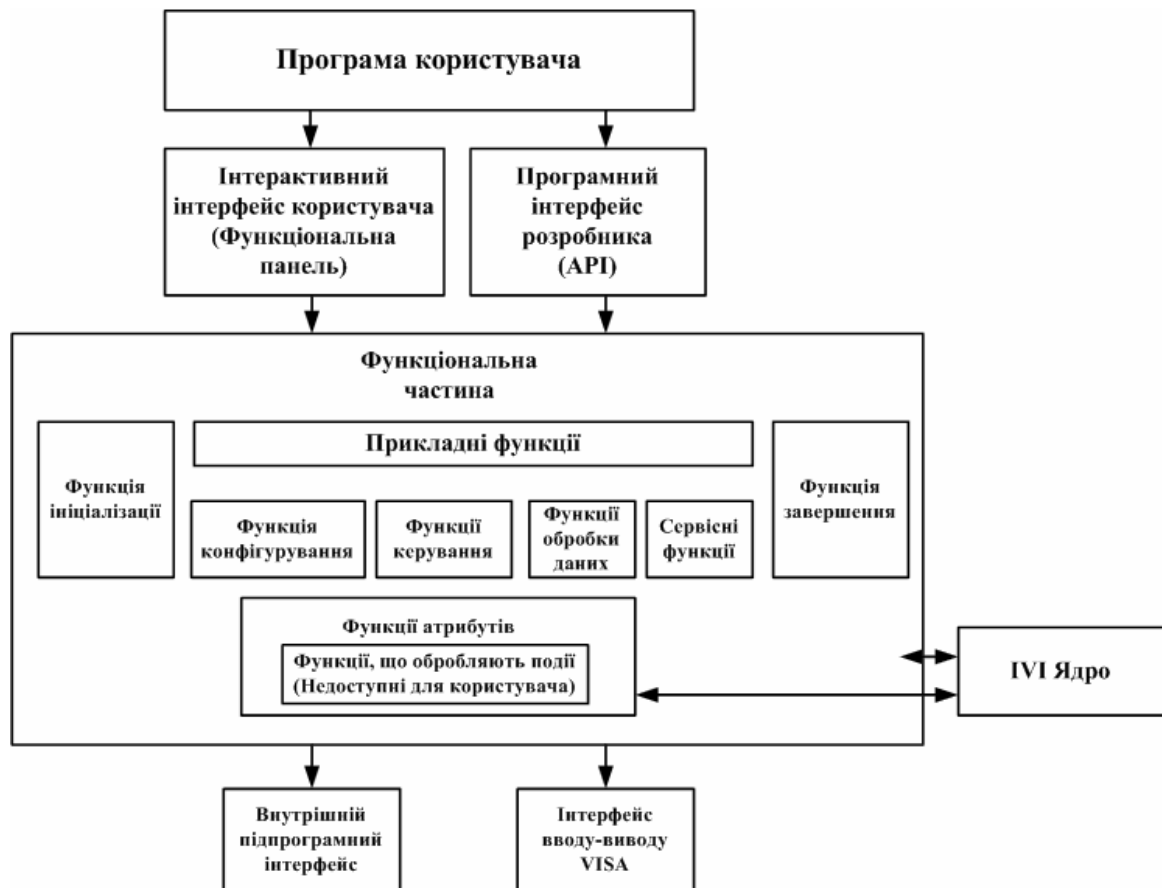 Програма користувача
Інтерактивний
інтерфейс користувача
(Функціональна
панель)
Програмний
інтерфейс
розробника
(API)
Функціональна
частина
Функція
ініціалізації
Прикладні функції
Функція
конфігурування
Функції
керування
Функції
обробки
даних
Сервісні
функції
Функція
завершення
Функції атрибутів
Функції, що обробляють події
(Недоступні для користувача)
IVI Ядро
Внутрішній
підпрограмний
інтерфейс
Інтерфейс
вводу-виводу
VISA